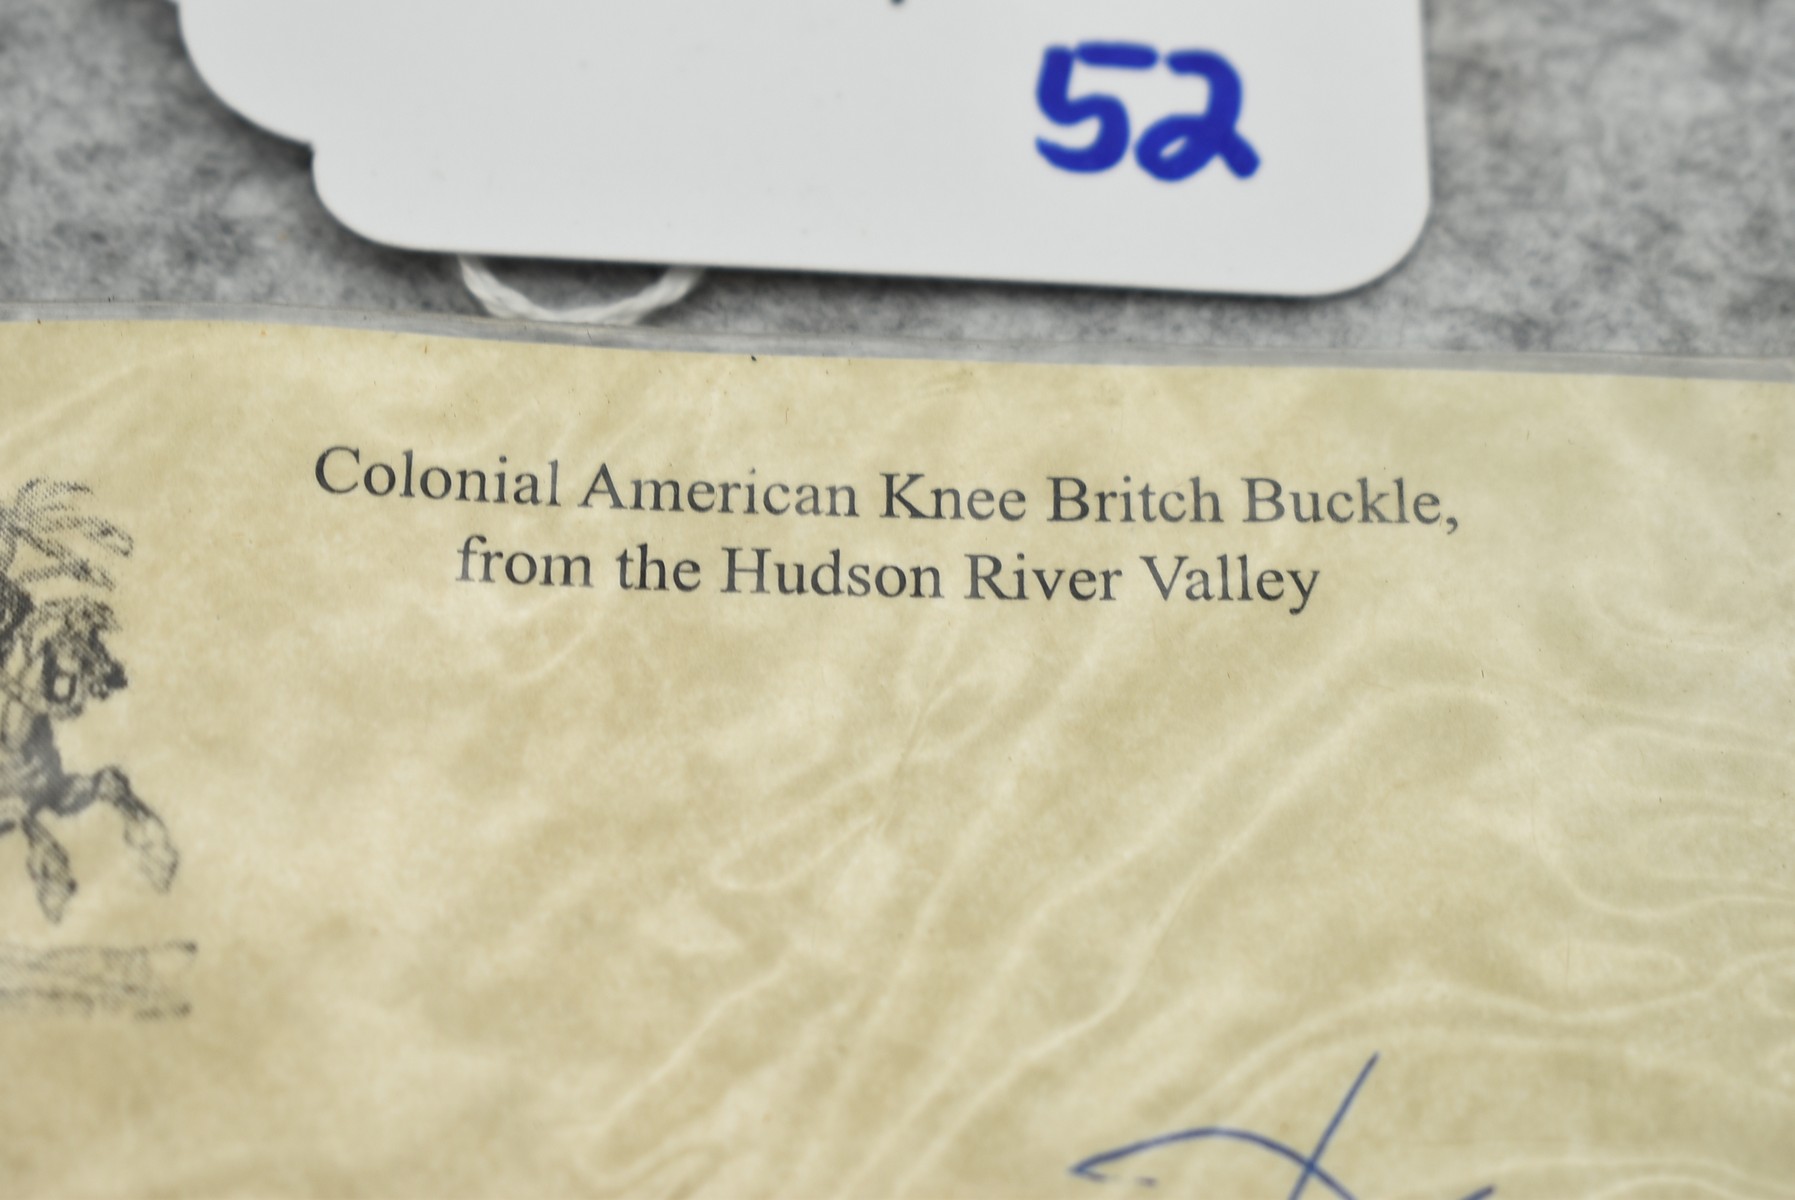 52
Colonial American Knee Britch Buckle,
from the Hudson River Valley